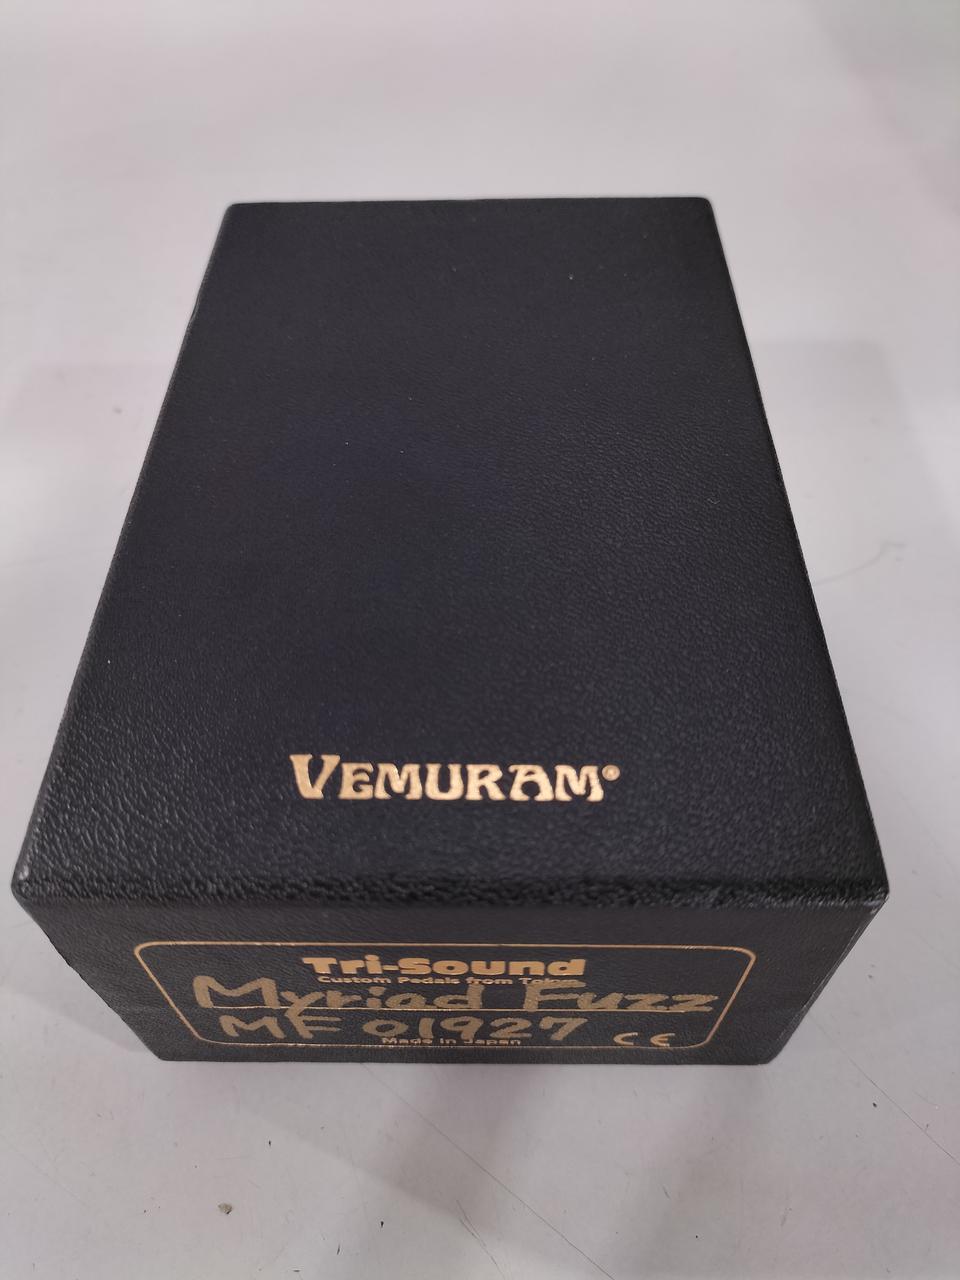 VEMURAM®
Tri-Sound
Custom Pedals from Tokyo
Myriad Fuzz
MF 01927
Made in Japan
CE